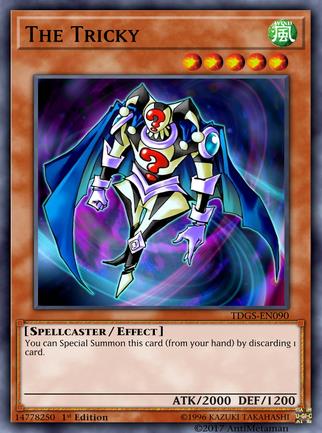 THE TRICKY
WIND
風
?
?
TDGS-EN090
[SPELLCASTER / EFFECT]
You can Special Summon this card (from your hand) by discarding 1
card.
ATK/2000 DEF/1200
14778250 1st Edition ©1996 KAZUKI TAKAHASHI
©2017 AntiMetaman